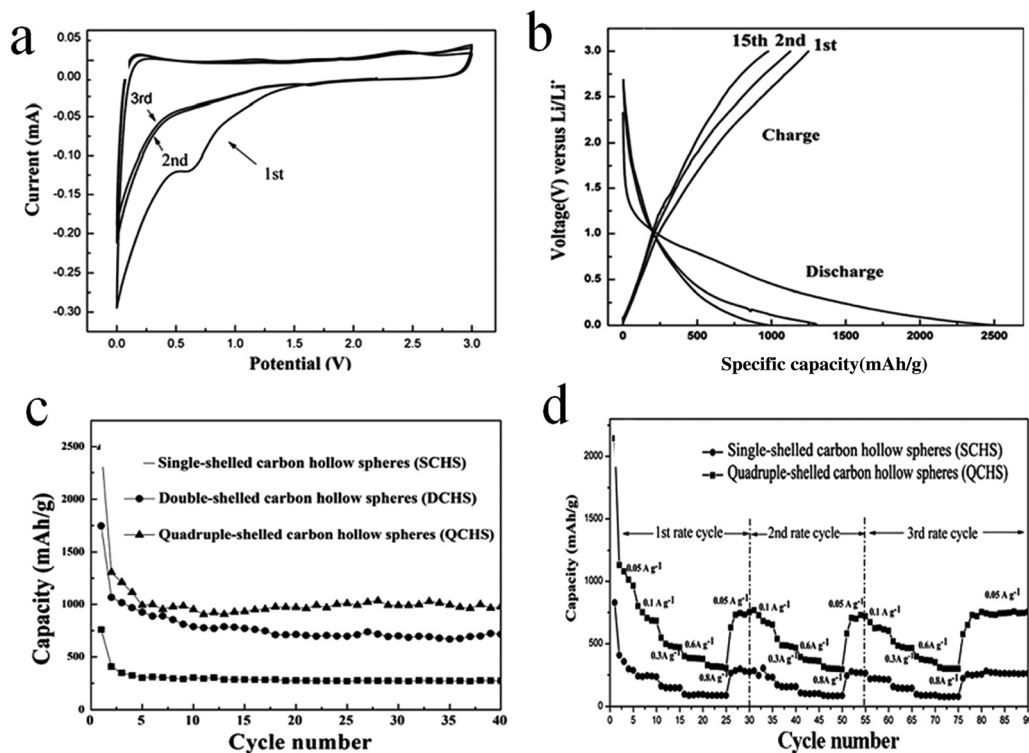 a
0.05
0.00
-0.05
-0.10
-0.15
-0.20
-0.25
-0.30
Current (mA)
3rd
2nd
1st
0.0 0.5 1.0 1.5 2.0 2.5 3.0
Potential (V)
b
3.0
2.5
2.0
1.5
1.0
0.5
0.0
Voltage(V) versus Li/Li+
15th 2nd 1st
Charge
Discharge
0 500 1000 1500 2000 2500
Specific capacity(mAh/g)
c
2500
2000
1500
1000
500
0
Capacity (mAh/g)
Single-shelled carbon hollow spheres (SCHS)
Double-shelled carbon hollow spheres (DCHS)
Quadruple-shelled carbon hollow spheres (QCHS)
0 5 10 15 20 25 30 35 40
Cycle number
d
2000
1500
1000
500
0
Capacity (mAh/g)
Single-shelled carbon hollow spheres (SCHS)
Quadruple-shelled carbon hollow spheres (QCHS)
1st rate cycle 2nd rate cycle 3rd rate cycle
0.05 A g-1
0.1 A g-1
0.3A g-1
0.6A g-1
0.8A g-1
0.05 A g-1
0.1 A g-1
0.3A g-1
0.6A g-1
0.8A g-1
0.05 A g-1
0.1 A g-1
0.3A g-1
0.6A g-1
0.8A g-1
0.05 A g-1
0 5 10 15 20 25 30 35 40 45 50 55 60 65 70 75 80 85 90
Cycle number